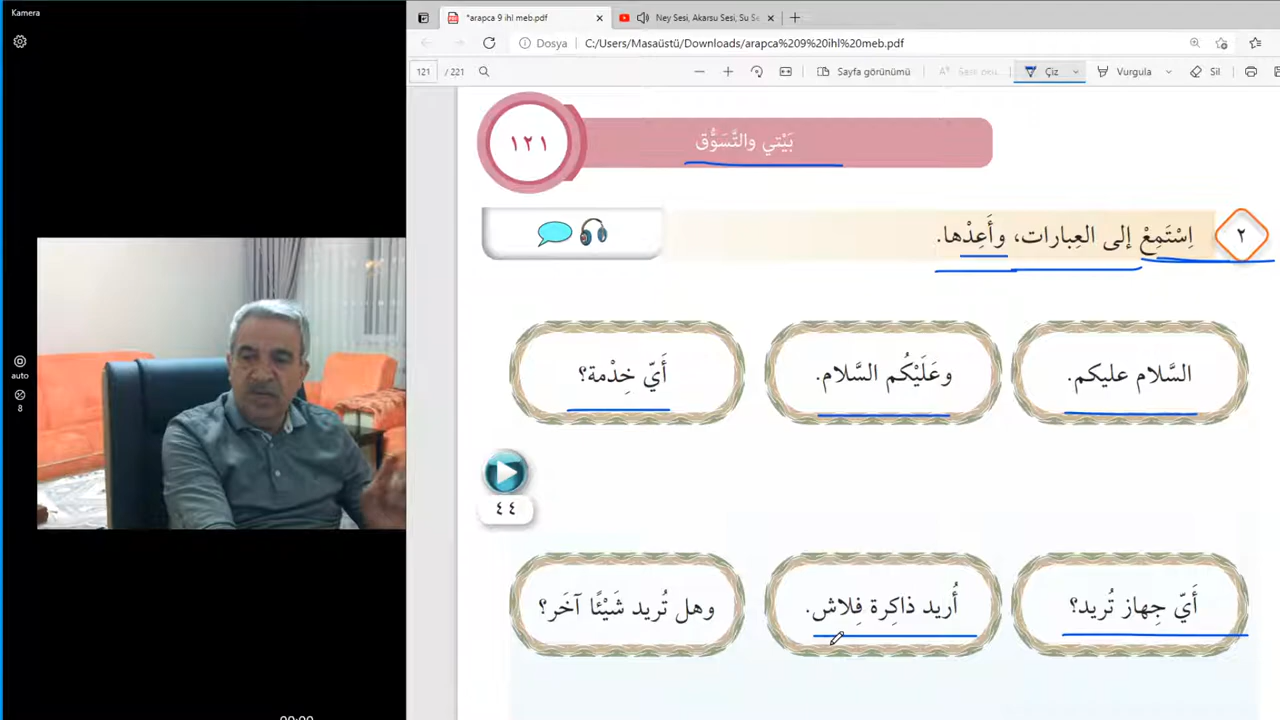 Kamera
*arapca 9 ihl meb.pdf
Ney Sesi, Akarsu Sesi, Su Se
Dosya
C:/Users/Masaüstü/Downloads/arapca%209%20ihl%20meb.pdf
121 / 221
Sayfa görünümü
Çiz
Vurgula
Sil
auto
8
١٢١
بَيْتي والتَّسَوُّق
٢
اِسْتَمِعْ إلى العِبارات، وأَعِدْها.
السَّلام عليكم.
وعَلَيْكُم السَّلام.
أَيّ خِدْمة؟
٤٤
أَيّ جِهاز تُريد؟
أُريد ذاكِرة فِلاش.
وهل تُريد شَيْئًا آخَر؟